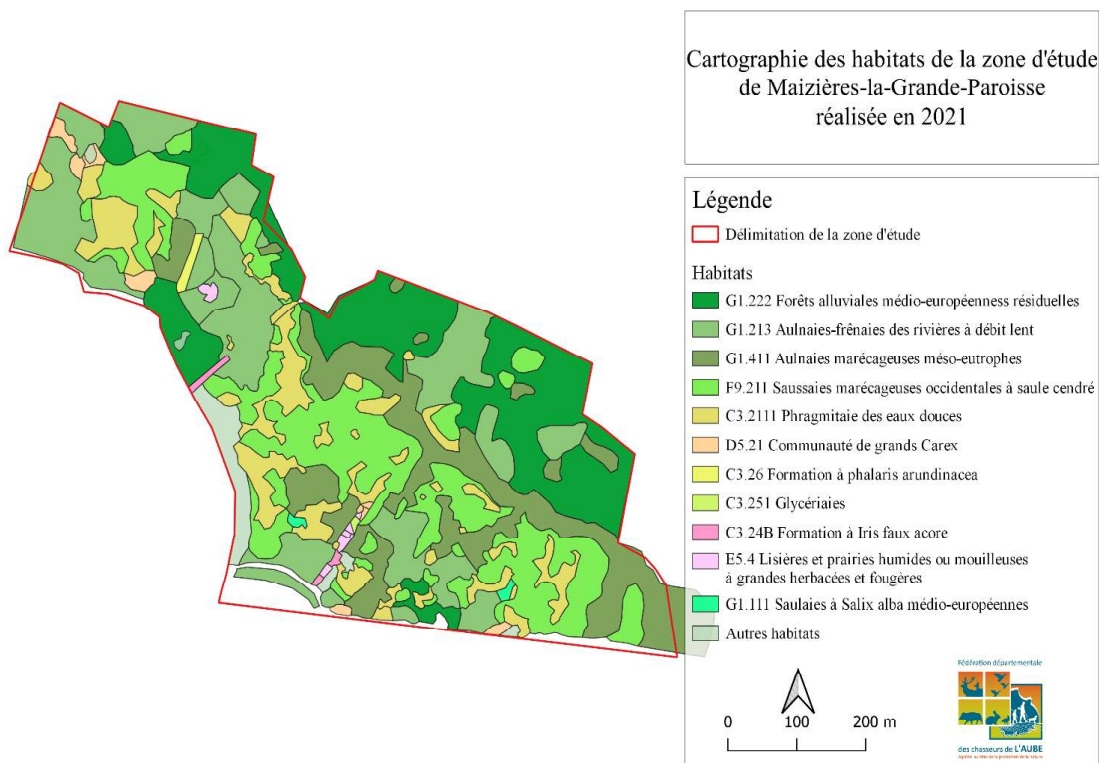 Cartographie des habitats de la zone d'étude
de Maizières-la-Grande-Paroisse
réalisée en 2021
Légende
Délimitation de la zone d'étude
Habitats
G1.222 Forêts alluviales médio-européenness résiduelles
G1.213 Aulnaies-frênaies des rivières à débit lent
G1.411 Aulnaies marécageuses méso-eutrophes
F9.211 Saussaies marécageuses occidentales à saule cendré
C3.2111 Phragmitaie des eaux douces
D5.21 Communauté de grands Carex
C3.26 Formation à phalaris arundinacea
C3.251 Glycériaies
C3.24B Formation à Iris faux acore
E5.4 Lisières et prairies humides ou mouilleuses
à grandes herbacées et fougères
G1.111 Saulaies à Salix alba médio-européennes
Autres habitats
0 100 200 m
Fédération départementale
des chasseurs de L'AUBE